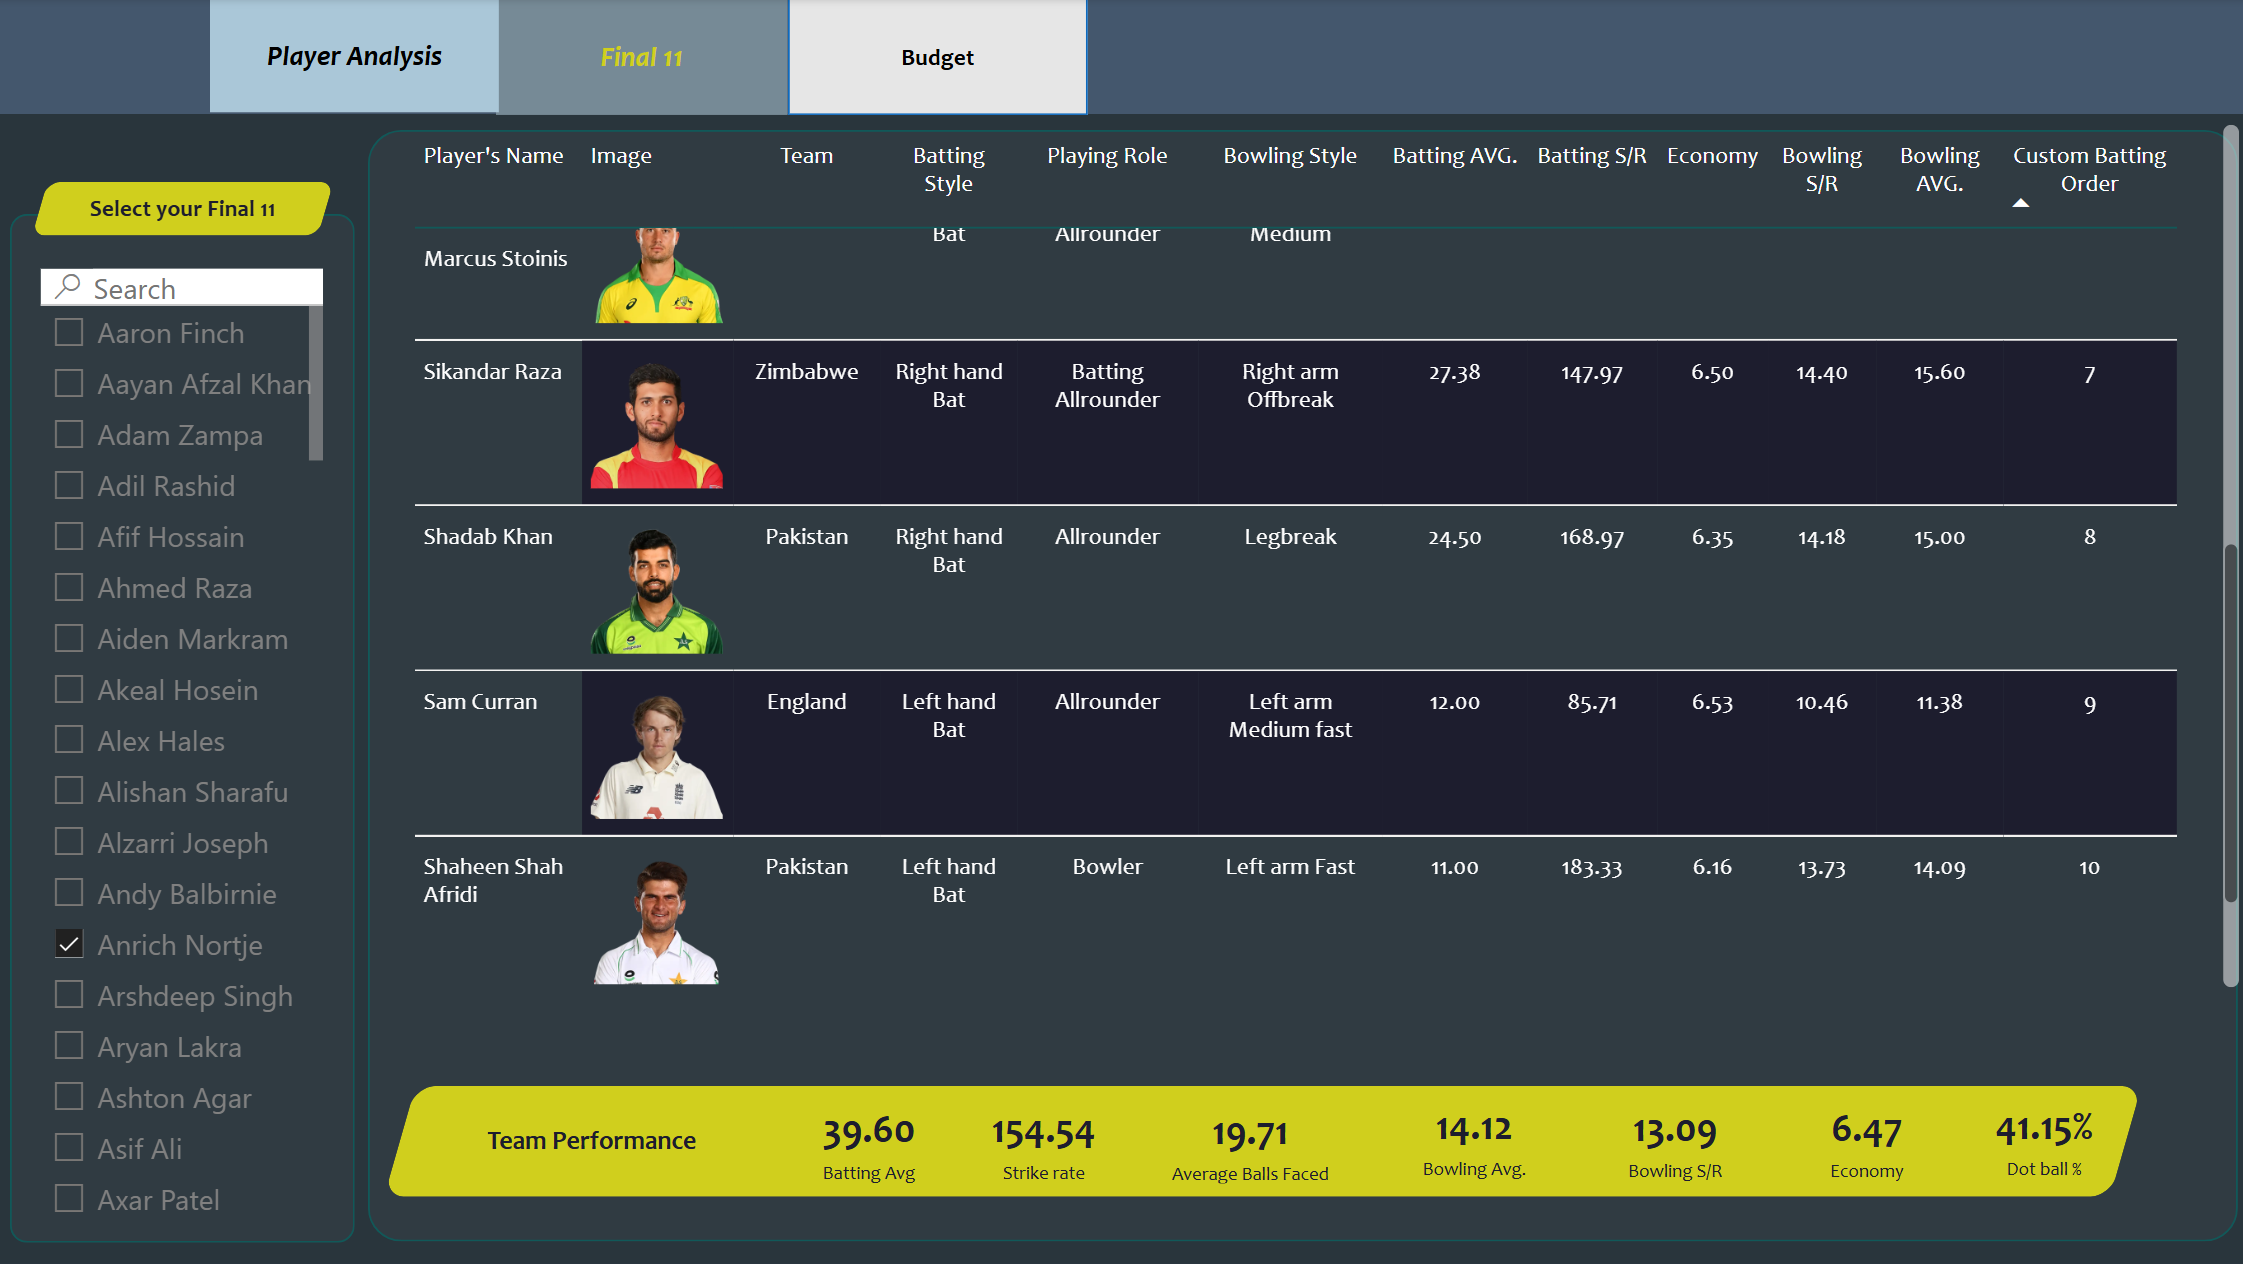 Player Analysis
Final 11
Budget
Select your Final 11
Search
Aaron Finch
Aayan Afzal Khan
Adam Zampa
Adil Rashid
Afif Hossain
Ahmed Raza
Aiden Markram
Akeal Hosein
Alex Hales
Alishan Sharafu
Alzarri Joseph
Andy Balbirnie
Anrich Nortje
Arshdeep Singh
Aryan Lakra
Ashton Agar
Asif Ali
Axar Patel
Player's Name Image Team Batting Playing Role Bowling Style Batting AVG. Batting S/R Economy Bowling Bowling Custom Batting
Style S/R AVG. Order
Bat Allrounder Medium
Marcus Stoinis
Sikandar Raza Zimbabwe Right hand Batting Right arm 27.38 147.97 6.50 14.40 15.60 7
Bat Allrounder Offbreak
Shadab Khan Pakistan Right hand Allrounder Legbreak 24.50 168.97 6.35 14.18 15.00 8
Bat
Sam Curran England Left hand Allrounder Left arm 12.00 85.71 6.53 10.46 11.38 9
Bat Medium fast
Shaheen Shah Pakistan Left hand Bowler Left arm Fast 11.00 183.33 6.16 13.73 14.09 10
Afridi Bat
Team Performance
39.60 154.54 19.71 14.12 13.09 6.47 41.15%
Batting Avg Strike rate Average Balls Faced Bowling Avg. Bowling S/R Economy Dot ball %